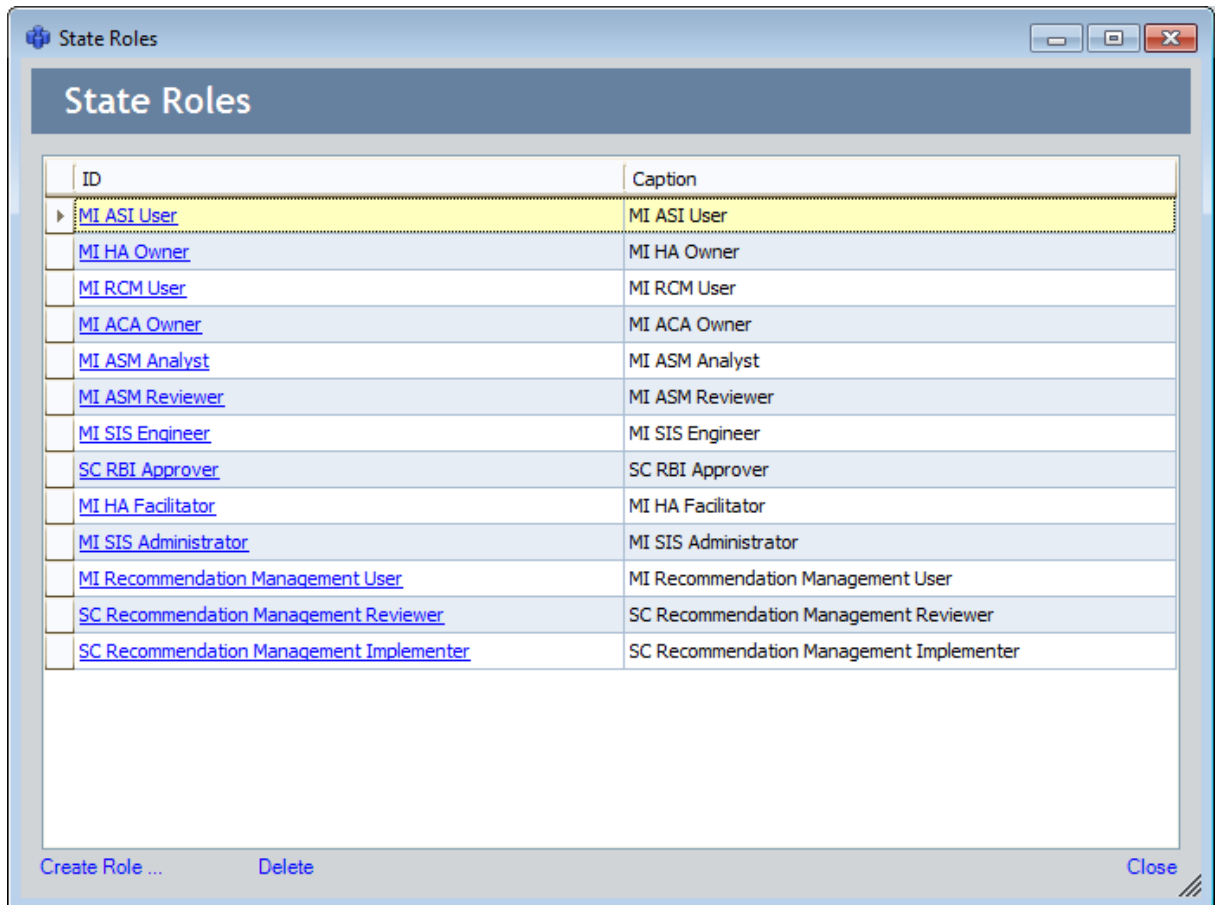 State Roles
State Roles
ID Caption
MI ASI User MI ASI User
MI HA Owner MI HA Owner
MI RCM User MI RCM User
MI ACA Owner MI ACA Owner
MI ASM Analyst MI ASM Analyst
MI ASM Reviewer MI ASM Reviewer
MI SIS Engineer MI SIS Engineer
SC RBI Approver SC RBI Approver
MI HA Facilitator MI HA Facilitator
MI SIS Administrator MI SIS Administrator
MI Recommendation Management User MI Recommendation Management User
SC Recommendation Management Reviewer SC Recommendation Management Reviewer
SC Recommendation Management Implementer SC Recommendation Management Implementer
Create Role ... Delete Close